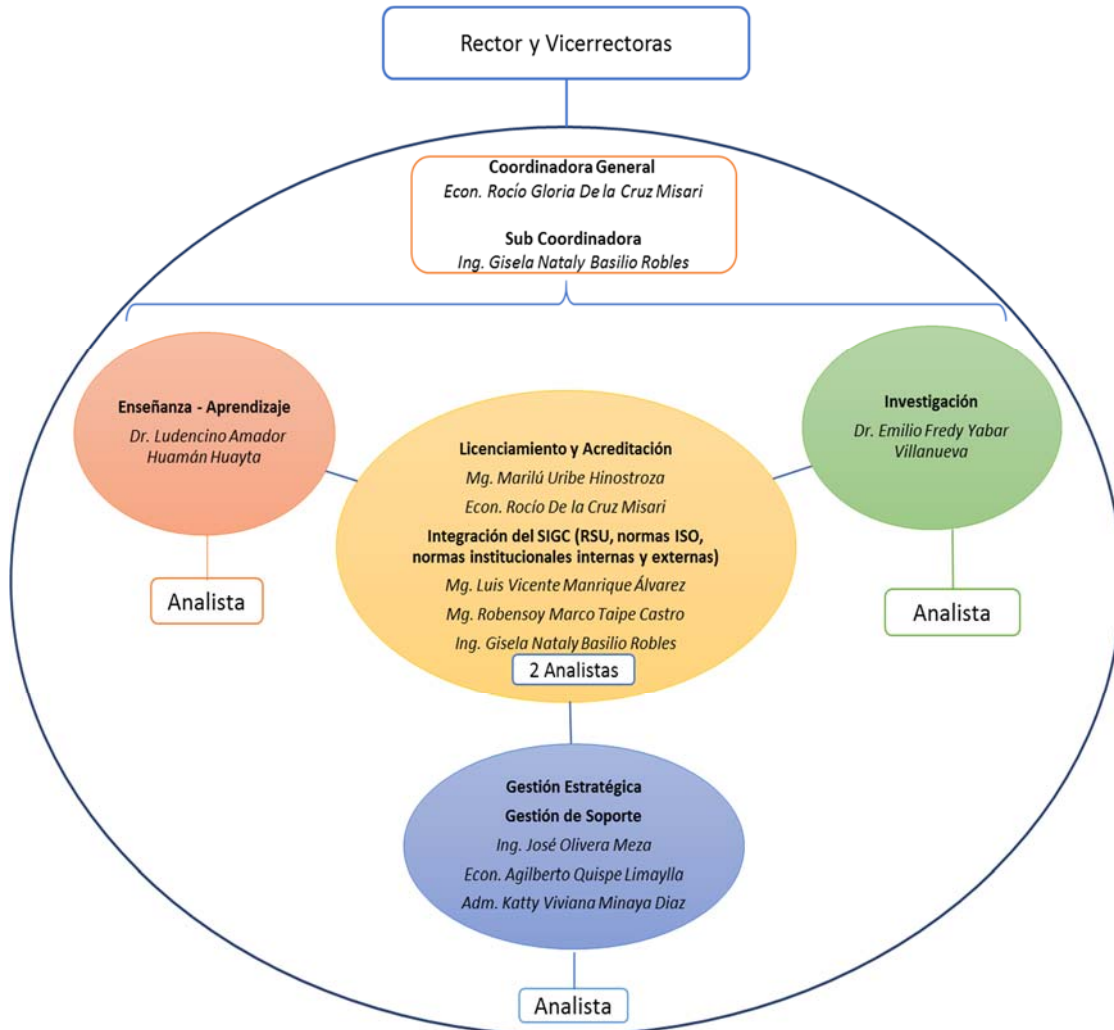 Rector y Vicerrectoras
Coordinadora General
Econ. Rocío Gloria De la Cruz Misari
Sub Coordinadora
Ing. Gisela Nataly Basilio Robles
Enseñanza - Aprendizaje
Dr. Ludencino Amador
Huamán Huayta
Analista
Licenciamiento y Acreditación
Mg. Marilú Uribe Hinostroza
Econ. Rocío De la Cruz Misari
Integración del SIGC (RSU, normas ISO,
normas institucionales internas y externas)
Mg. Luis Vicente Manrique Álvarez
Mg. Robensoy Marco Taipe Castro
Ing. Gisela Nataly Basilio Robles
2 Analistas
Investigación
Dr. Emilio Fredy Yabar
Villanueva
Analista
Gestión Estratégica
Gestión de Soporte
Ing. José Olivera Meza
Econ. Agilberto Quispe Limaylla
Adm. Katty Viviana Minaya Diaz
Analista